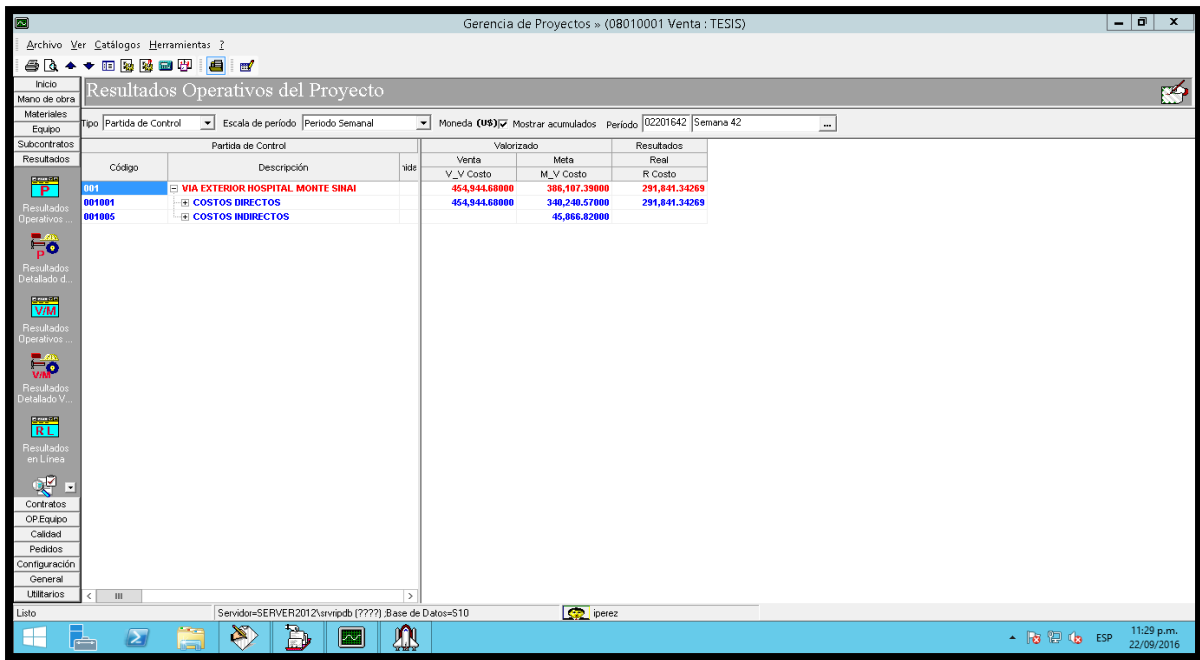 Gerencia de Proyectos » (08010001 Venta : TESIS)
Archivo Ver Catálogos Herramientas ?
Inicio
Mano de obra
Materiales
Equipo
Subcontratos
Resultados
Resultados Operativos ...
Resultados Detallado d...
V/M
Resultados Operativos ...
V/M
Resultados Detallado V...
R L
Resultados en Línea
Contratos
OP.Equipo
Calidad
Pedidos
Configuración
General
Utilitarios
Resultados Operativos del Proyecto
Tipo Partida de Control Escala de período Periodo Semanal Moneda (U$) Mostrar acumulados Período 02201642 Semana 42 ...
Partida de Control Valorizado Resultados
Código Descripción nida Venta Meta Real
V_V Costo M_V Costo R Costo
001 VIA EXTERIOR HOSPITAL MONTE SINAI 454,944.68000 386,107.39000 291,841.34269
001001 COSTOS DIRECTOS 454,944.68000 340,240.57000 291,841.34269
001005 COSTOS INDIRECTOS 45,866.82000
Listo Servidor=SERVER2012\srvripdb (????) ;Base de Datos=S10 iperez
ESP 11:29 p.m.
22/09/2016